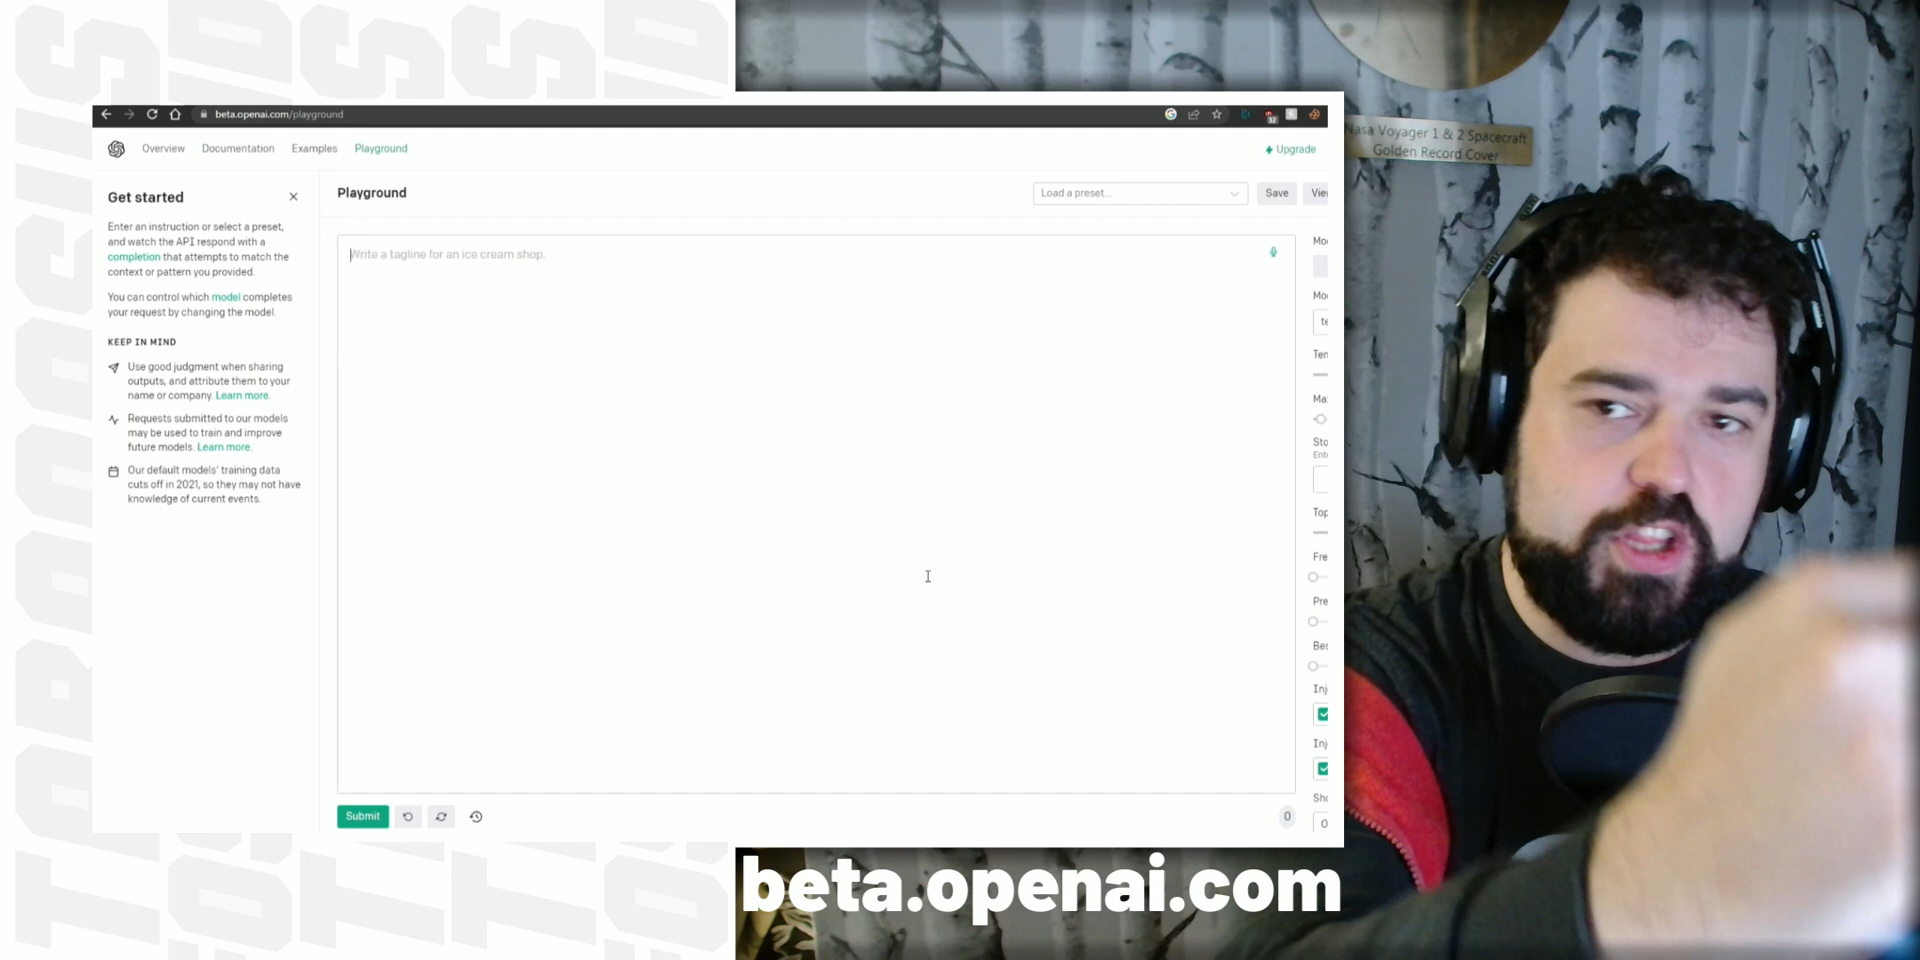 beta.openai.com/playground
Overview
Documentation
Examples
Playground
Upgrade
Get started
Enter an instruction or select a preset,
and watch the API respond with a
completion that attempts to match the
context or pattern you provided.
You can control which model completes
your request by changing the model.
KEEP IN MIND
Use good judgment when sharing
outputs, and attribute them to your
name or company. Learn more.
Requests submitted to our models
may be used to train and improve
future models. Learn more.
Our default models' training data
cuts off in 2021, so they may not have
knowledge of current events.
Playground
Load a preset...
Save
Write a tagline for an ice cream shop.
Submit
0
Nasa Voyager 1 & 2 Spacecraft
Golden Record Cover
beta.openai.com